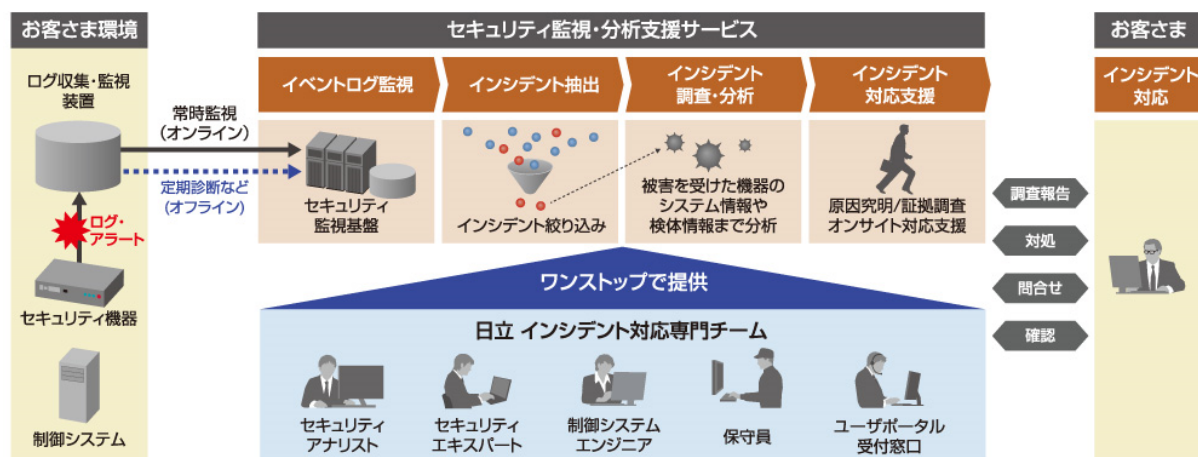 お客さま環境
ログ収集・監視
装置
ログ・
アラート
セキュリティ機器
制御システム
常時監視
(オンライン)
定期診断など
(オフライン)
セキュリティ監視・分析支援サービス
イベントログ監視
インシデント抽出
インシデント
調査・分析
インシデント
対応支援
セキュリティ
監視基盤
インシデント絞り込み
被害を受けた機器の
システム情報や
検体情報まで分析
原因究明/証拠調査
オンサイト対応支援
ワンストップで提供
日立 インシデント対応専門チーム
セキュリティ
アナリスト
セキュリティ
エキスパート
制御システム
エンジニア
保守員
ユーザポータル
受付窓口
調査報告
対処
問合せ
確認
お客さま
インシデント
対応